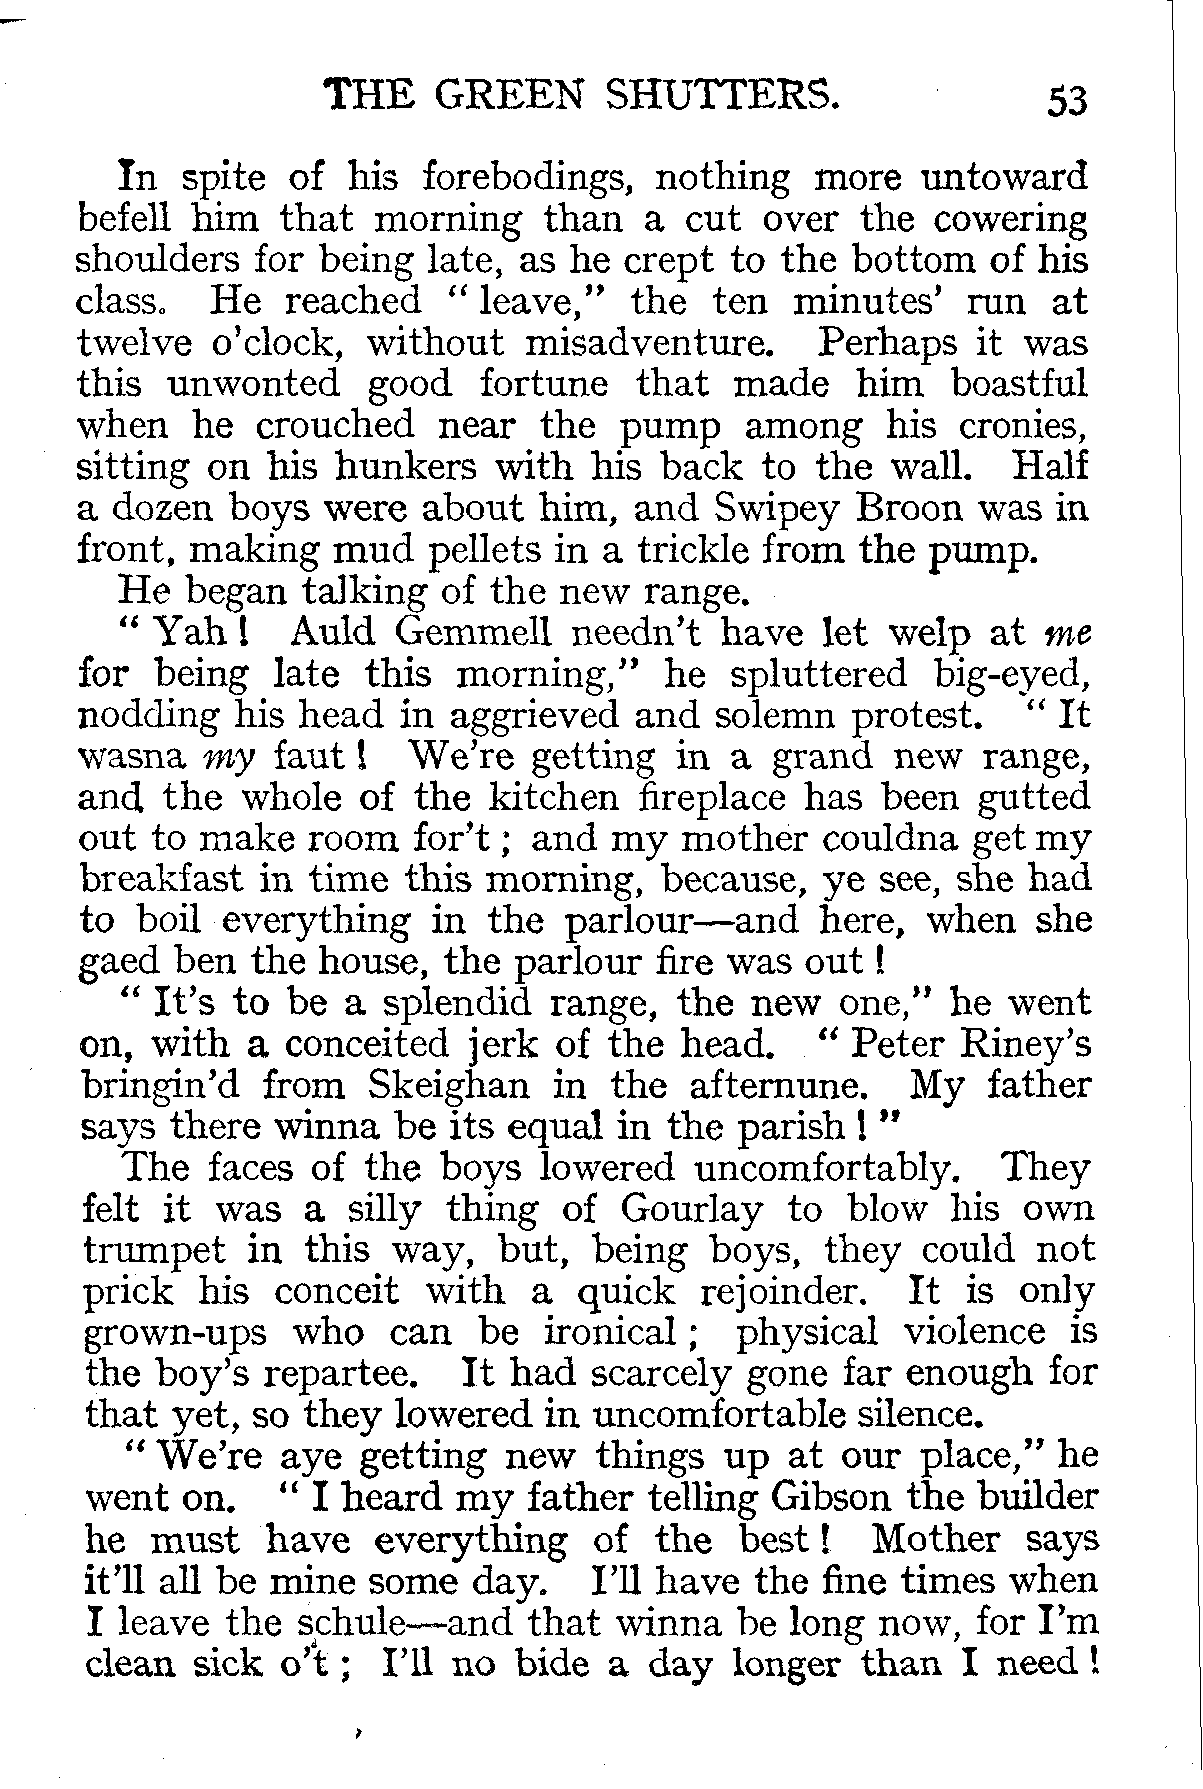 THE GREEN SHUTTERS. 53
In spite of his forebodings, nothing more untoward
befell him that morning than a cut over the cowering
shoulders for being late, as he crept to the bottom of his
class. He reached " leave," the ten minutes' run at
twelve o'clock, without misadventure. Perhaps it was
this unwonted good fortune that made him boastful
when he crouched near the pump among his cronies,
sitting on his hunkers with his back to the wall. Half
a dozen boys were about him, and Swipey Broon was in
front, making mud pellets in a trickle from the pump.
He began talking of the new range.
" Yah ! Auld Gemmell needn't have let welp at me
for being late this morning," he spluttered big-eyed,
nodding his head in aggrieved and solemn protest. " It
wasna my faut ! We're getting in a grand new range,
and the whole of the kitchen fireplace has been gutted
out to make room for't ; and my mother couldna get my
breakfast in time this morning, because, ye see, she had
to boil everything in the parlour—and here, when she
gaed ben the house, the parlour fire was out !
" It's to be a splendid range, the new one," he went
on, with a conceited jerk of the head. " Peter Riney's
bringin'd from Skeighan in the afternune. My father
says there winna be its equal in the parish ! "
The faces of the boys lowered uncomfortably. They
felt it was a silly thing of Gourlay to blow his own
trumpet in this way, but, being boys, they could not
prick his conceit with a quick rejoinder. It is only
grown-ups who can be ironical ; physical violence is
the boy's repartee. It had scarcely gone far enough for
that yet, so they lowered in uncomfortable silence.
" We're aye getting new things up at our place," he
went on. " I heard my father telling Gibson the builder
he must have everything of the best ! Mother says
it'll all be mine some day. I'll have the fine times when
I leave the schule—and that winna be long now, for I'm
clean sick o't ; I'll no bide a day longer than I need !